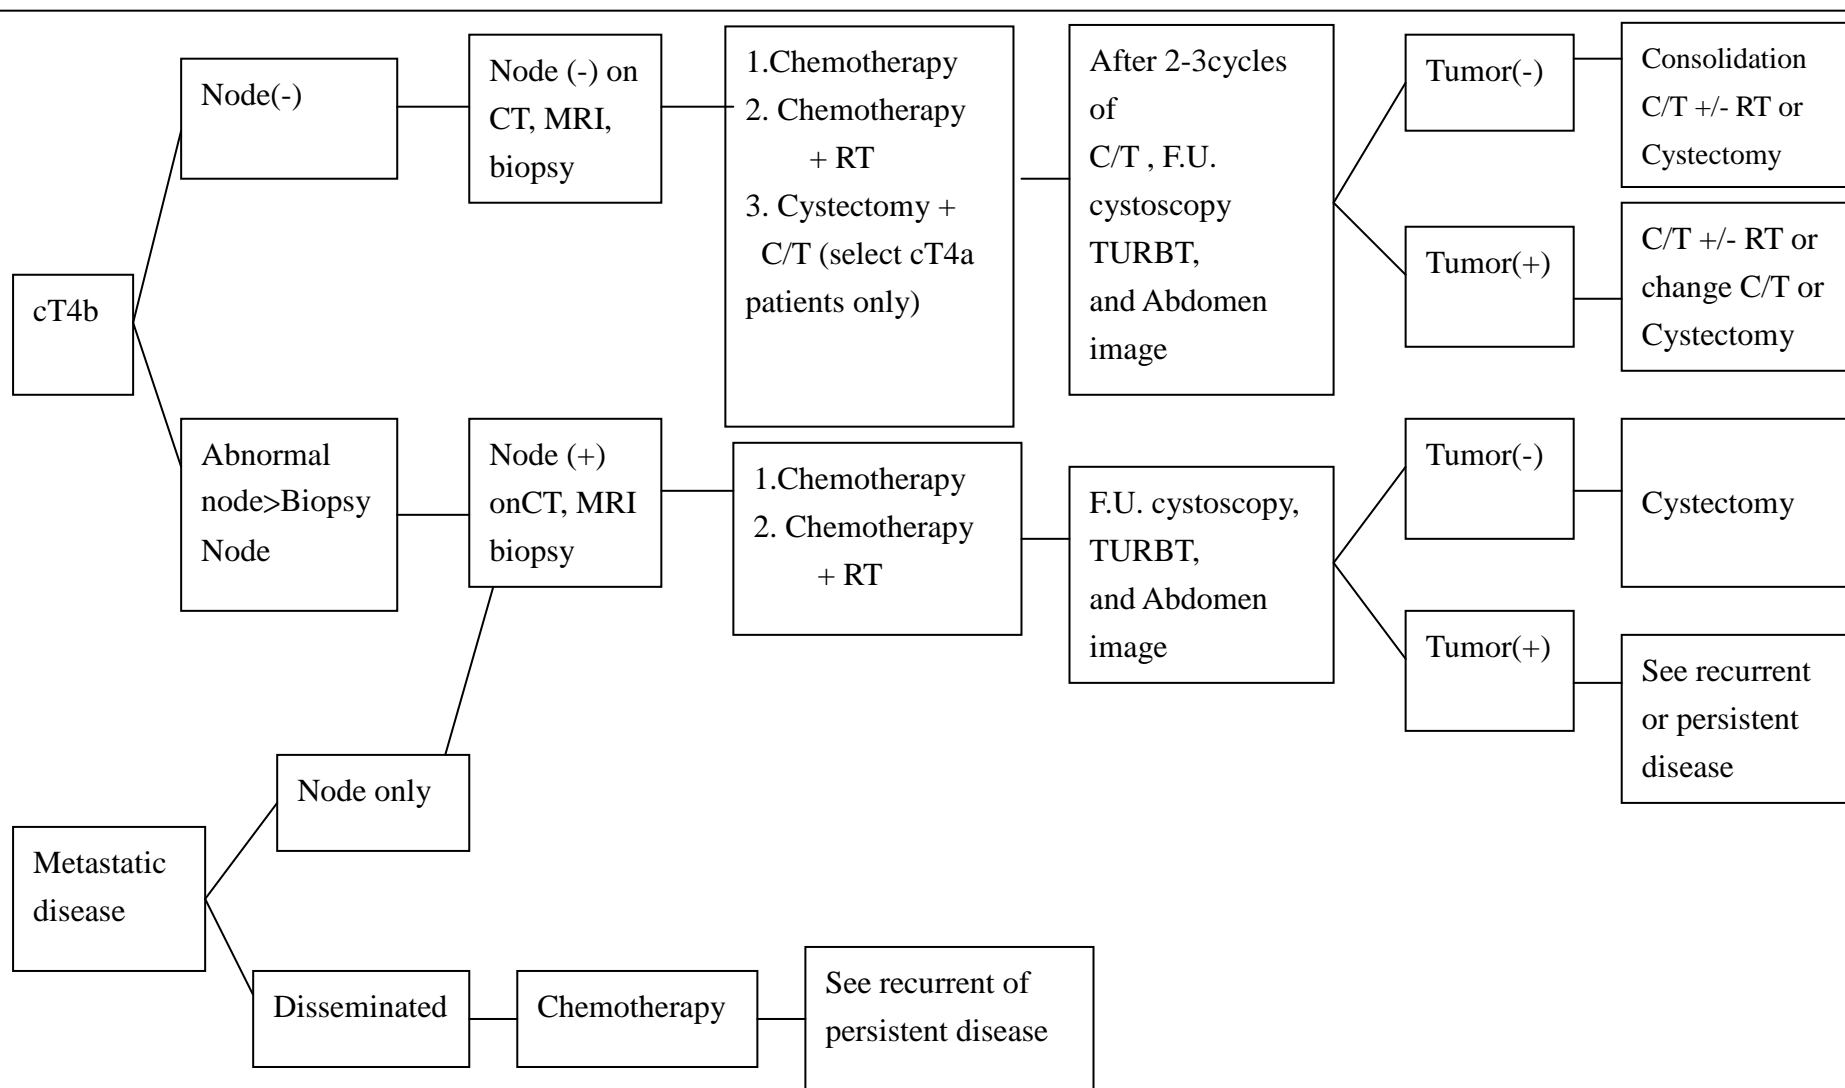 cT4b
Node(-)
Node (-) on
CT, MRI,
biopsy
1.Chemotherapy
2. Chemotherapy
+ RT
3. Cystectomy +
C/T (select cT4a
patients only)
After 2-3cycles
of
C/T , F.U.
cystoscopy
TURBT,
and Abdomen
image
Tumor(-)
Consolidation
C/T +/- RT or
Cystectomy
Tumor(+)
C/T +/- RT or
change C/T or
Cystectomy
Abnormal
node>Biopsy
Node
Node (+)
onCT, MRI
biopsy
1.Chemotherapy
2. Chemotherapy
+ RT
F.U. cystoscopy,
TURBT,
and Abdomen
image
Tumor(-)
Cystectomy
Tumor(+)
See recurrent
or persistent
disease
Metastatic
disease
Node only
Disseminated
Chemotherapy
See recurrent of
persistent disease